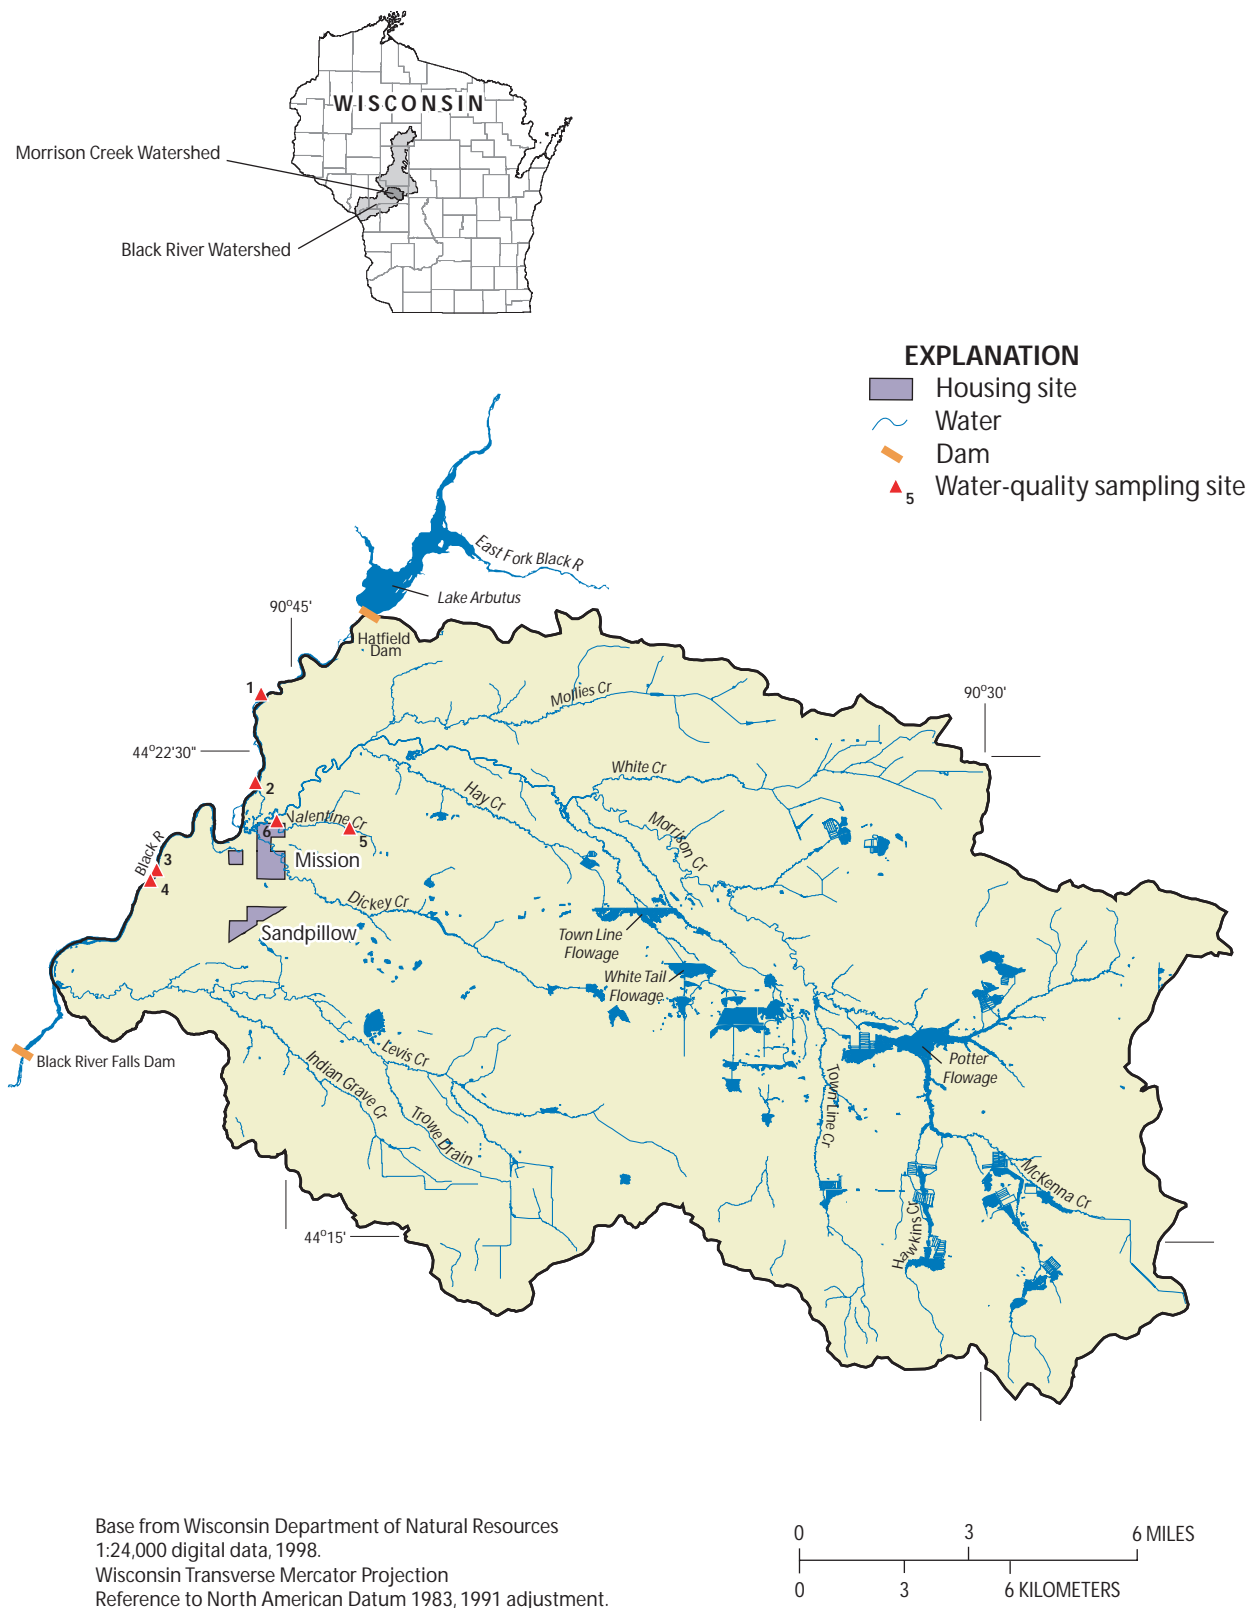 WISCONSIN
Morrison Creek Watershed
Black River Watershed
EXPLANATION
Housing site
Water
Dam
5 Water-quality sampling site
East Fork Black R
Lake Arbutus
90°45'
Hatfield
Dam
1
Mollies Cr
90°30'
44°22'30"
White Cr
2
Hay Cr
Valentine Cr
6
5
Morrison Cr
Black R
3
4
Mission
Dickey Cr
Sandpillow
Town Line
Flowage
White Tail
Flowage
Levis Cr
Black River Falls Dam
Indian Grave Cr
Potter
Flowage
Town Line Cr
Trowe Drain
McKenna Cr
Hawkins Cr
44°15'
Base from Wisconsin Department of Natural Resources
1:24,000 digital data, 1998.
Wisconsin Transverse Mercator Projection
Reference to North American Datum 1983, 1991 adjustment.
0 3 6 MILES
0 3 6 KILOMETERS